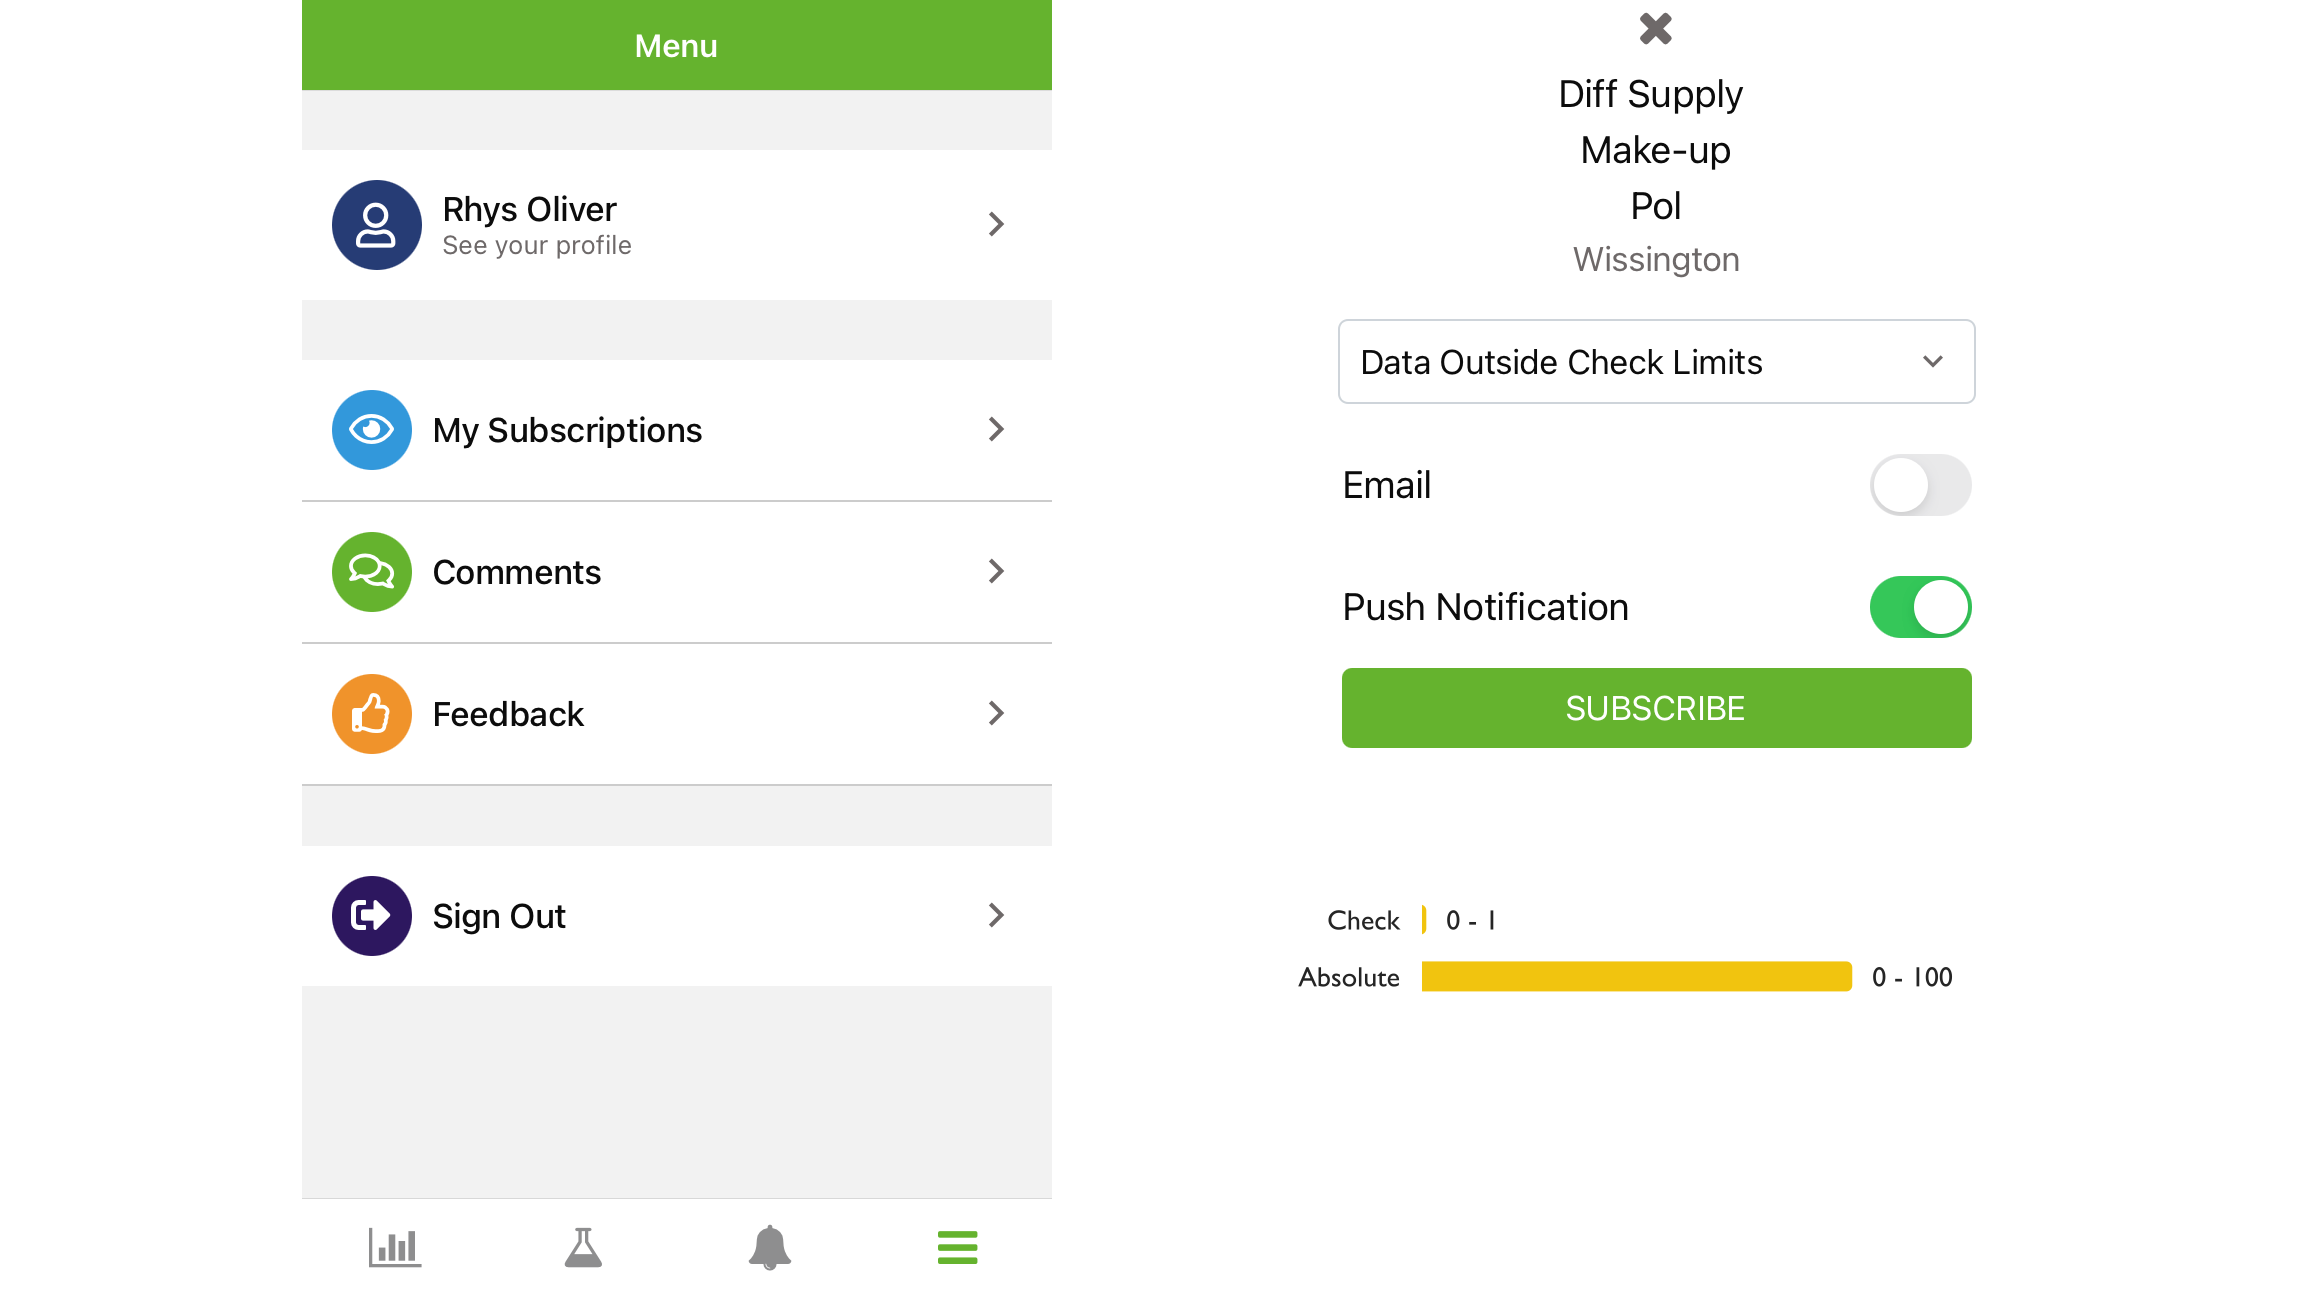 Menu
Rhys Oliver
See your profile
My Subscriptions
Comments
Feedback
Sign Out
Diff Supply
Make-up
Pol
Wissington
Data Outside Check Limits
Email
Push Notification
SUBSCRIBE
Check 0 - 1
Absolute 0 - 100